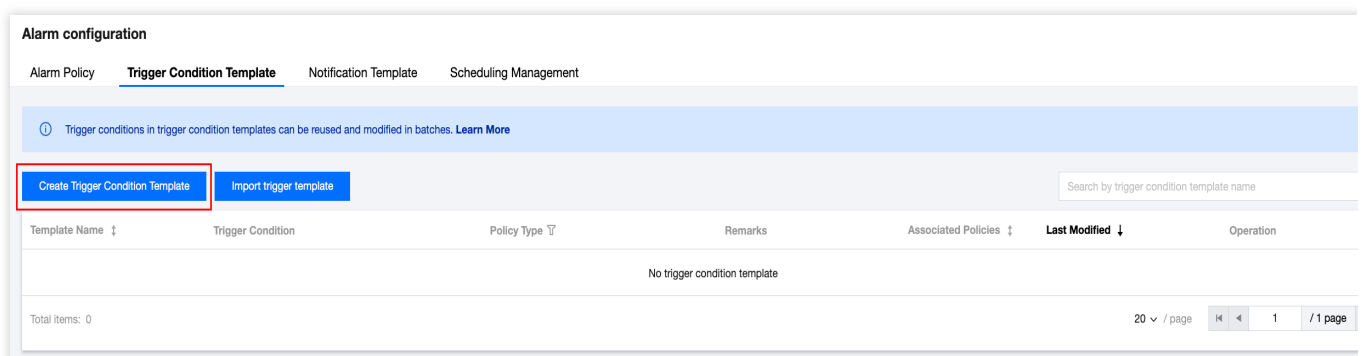 Alarm configuration
Alarm Policy Trigger Condition Template Notification Template Scheduling Management
Trigger conditions in trigger condition templates can be reused and modified in batches. Learn More
Create Trigger Condition Template Import trigger template Search by trigger condition template name
Template Name Trigger Condition Policy Type Remarks Associated Policies Last Modified Operation
No trigger condition template
Total items: 0 20 / page 1 / 1 page